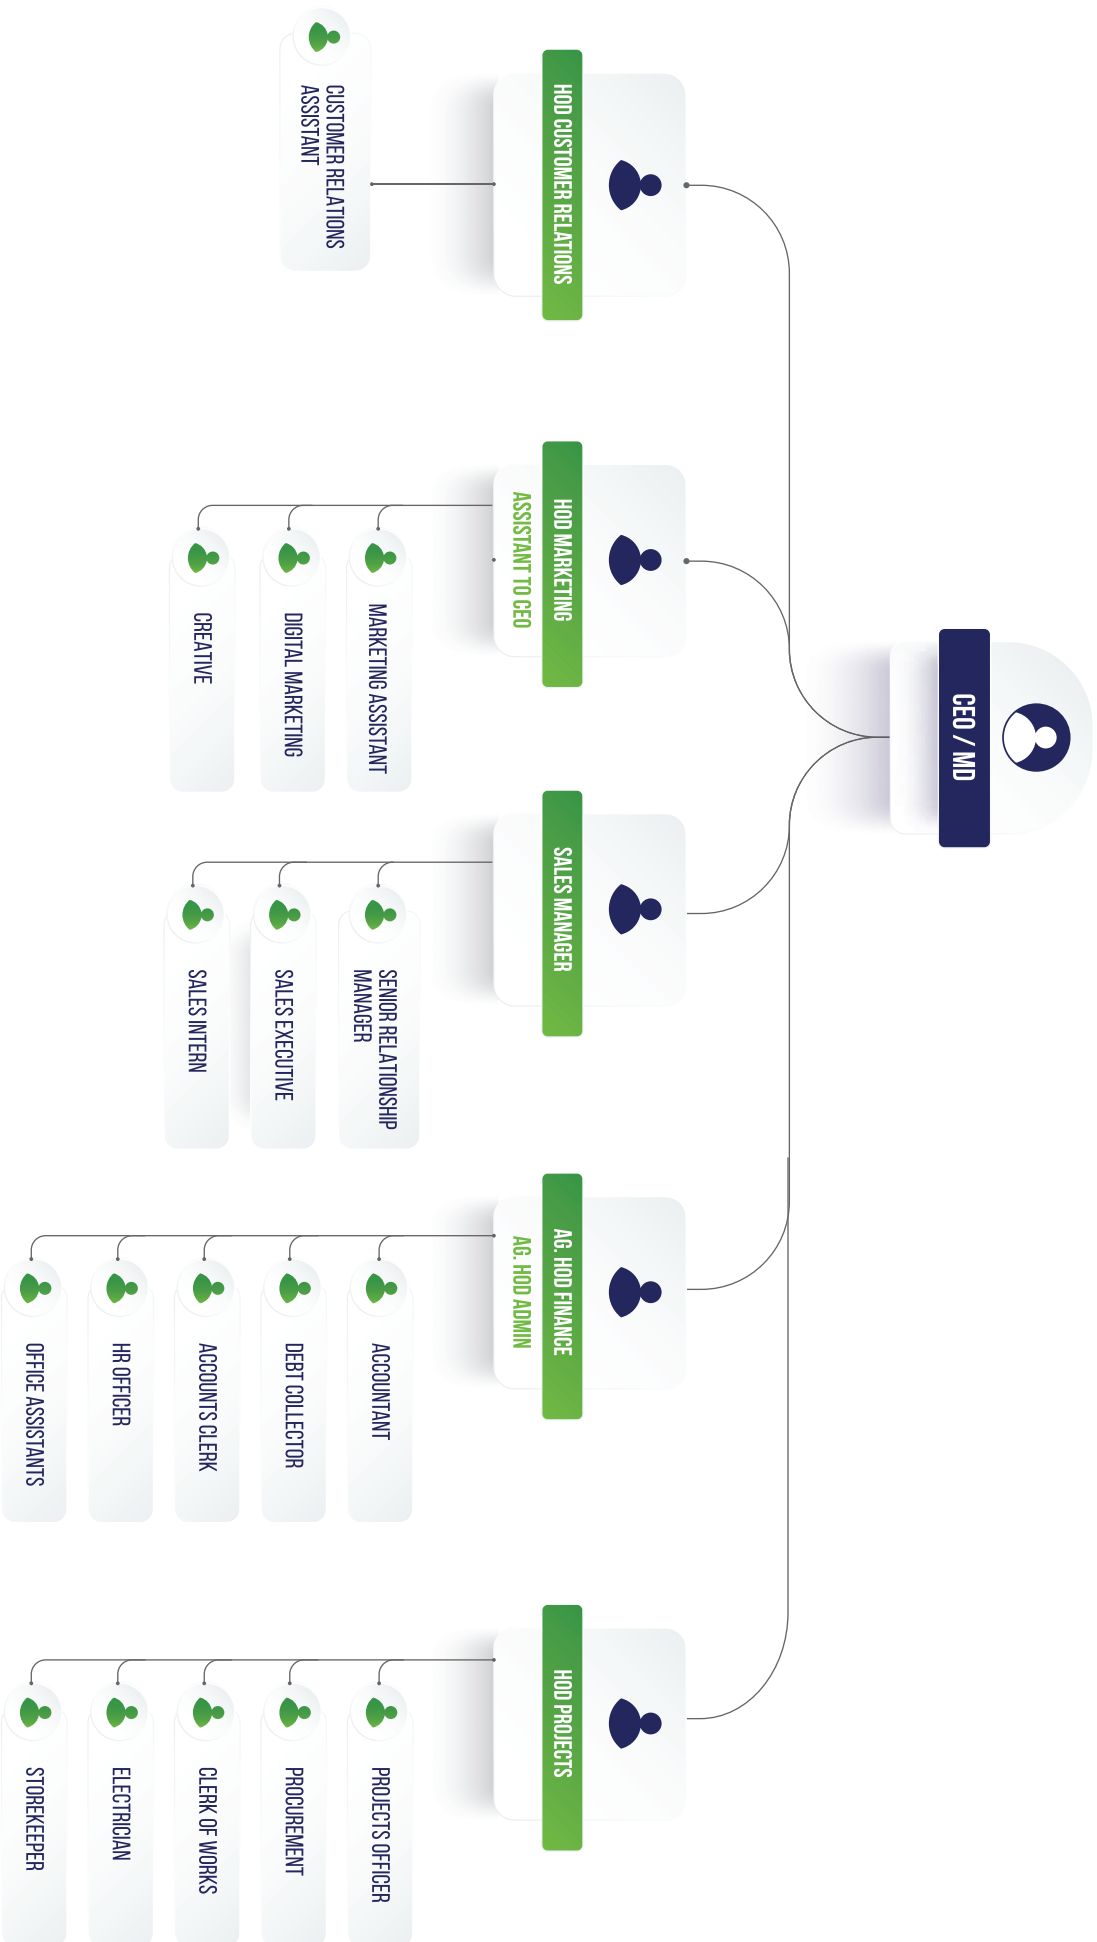 CEO / MD
HOD CUSTOMER RELATIONS
CUSTOMER RELATIONS
ASSISTANT
HOD MARKETING
ASSISTANT TO CEO
MARKETING ASSISTANT
DIGITAL MARKETING
CREATIVE
SALES MANAGER
SENIOR RELATIONSHIP
MANAGER
SALES EXECUTIVE
SALES INTERN
AG. HOD FINANCE
AG. HOD ADMIN
ACCOUNTANT
DEBT COLLECTOR
ACCOUNTS CLERK
HR OFFICER
OFFICE ASSISTANTS
HOD PROJECTS
PROJECTS OFFICER
PROCUREMENT
CLERK OF WORKS
ELECTRICIAN
STOREKEEPER